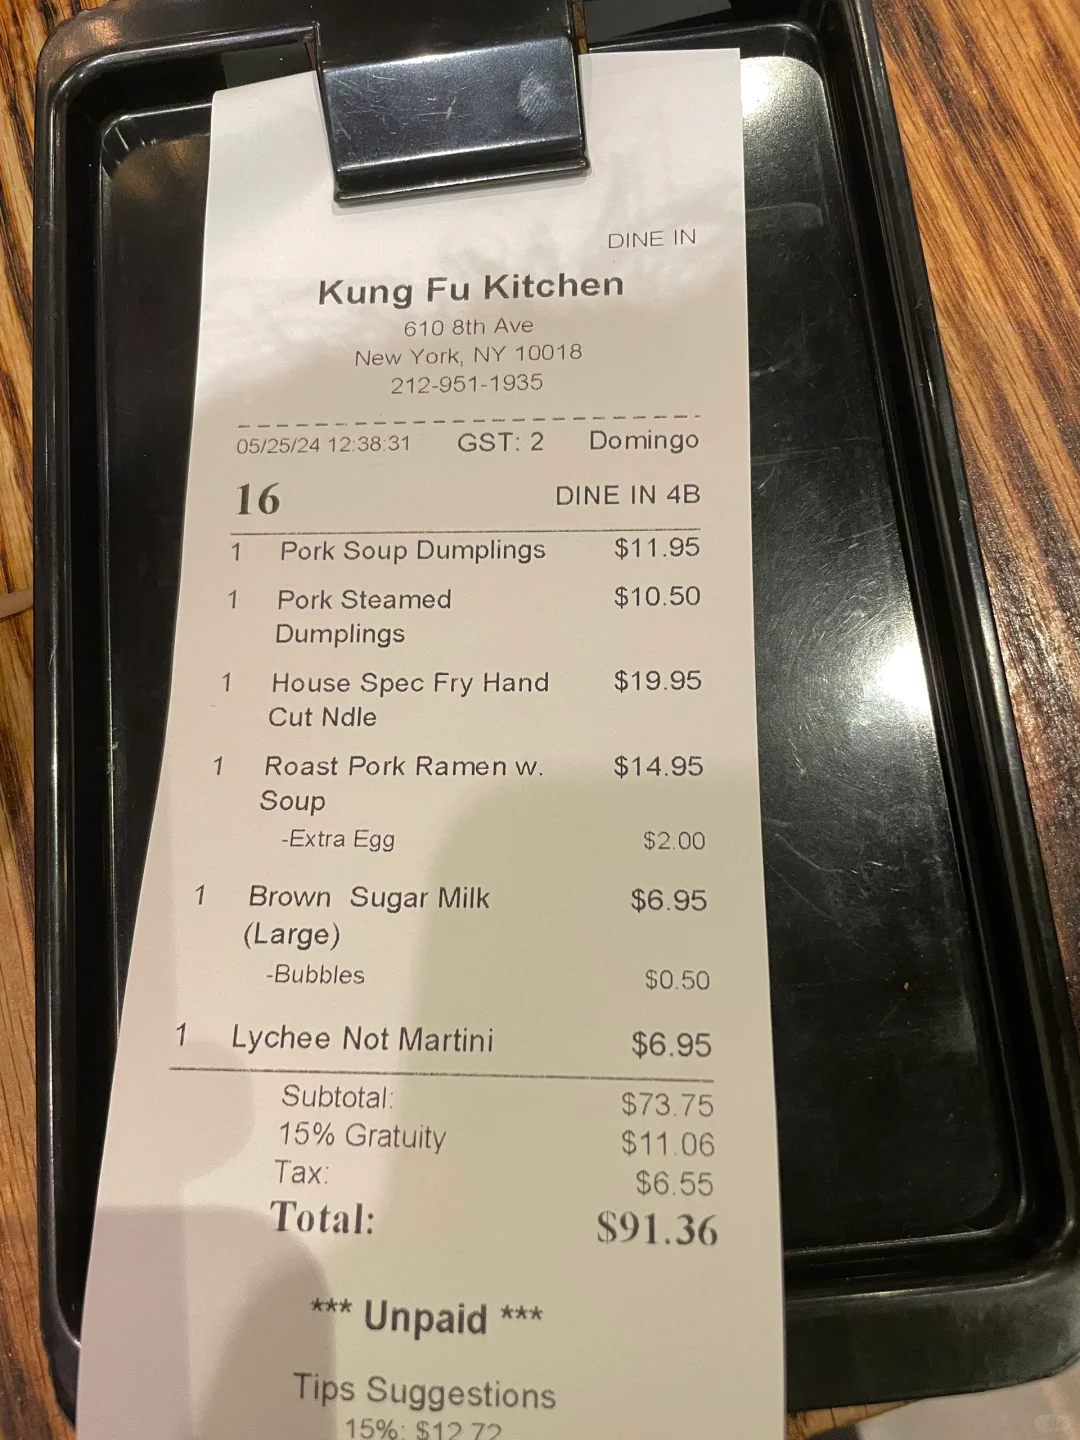 DINE IN
Kung Fu Kitchen
610 8th Ave
New York, NY 10018
212-951-1935
05/25/24 12:38:31 GST: 2 Domingo
16 DINE IN 4B
1 Pork Soup Dumplings $11.95
1 Pork Steamed $10.50
Dumplings
1 House Spec Fry Hand $19.95
Cut Ndle
1 Roast Pork Ramen w. $14.95
Soup
-Extra Egg $2.00
1 Brown Sugar Milk $6.95
(Large)
-Bubbles $0.50
1 Lychee Not Martini $6.95
Subtotal: $73.75
15% Gratuity $11.06
Tax: $6.55
Total: $91.36
*** Unpaid ***
Tips Suggestions
15%: $12.72